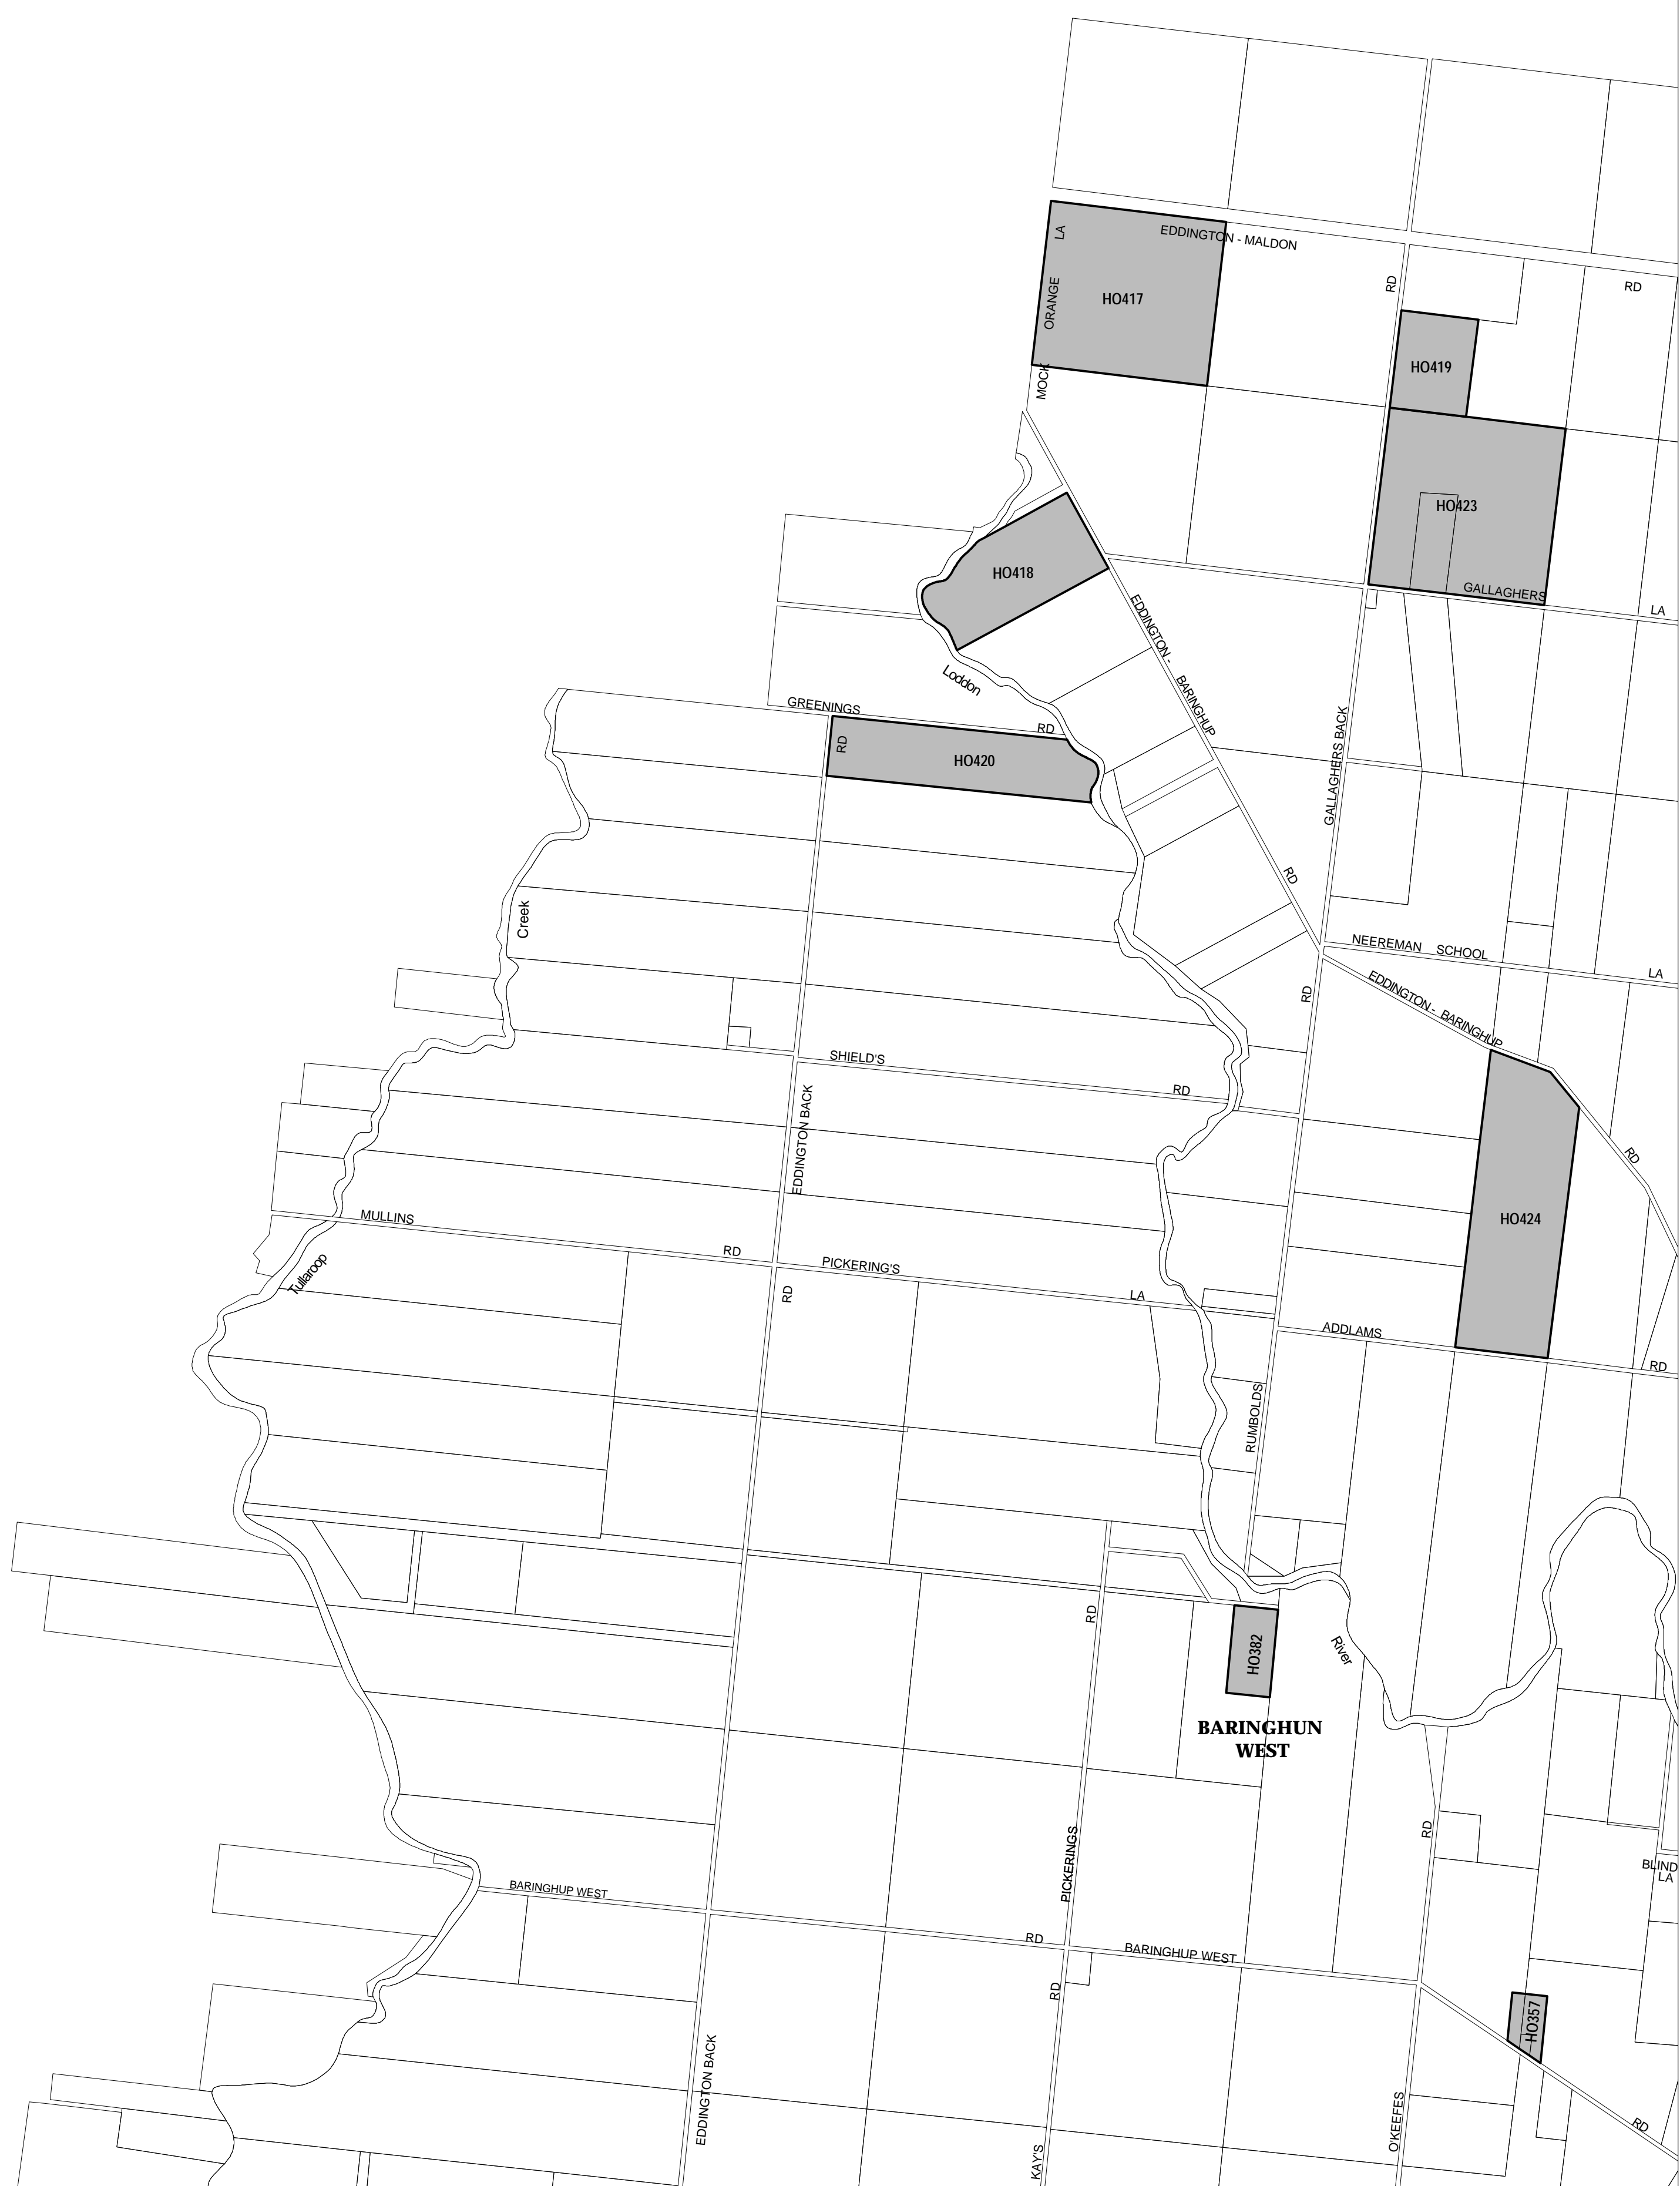 EDDINGTON - MALDON
RD
LA
ORANGE
MOCK
HO417
RD
HO419
HO423
GALLAGHERS
LA
HO418
EDDINGTON - BARINGHUP
RD
Loddon
GREENINGS
RD
RD
HO420
GALLAGHERS BACK
Creek
NEEREMAN SCHOOL
LA
RD
EDDINGTON - BARINGHUP
RD
SHIELD'S
RD
EDDINGTON BACK
HO424
MULLINS
RD
PICKERING'S
LA
RD
Tullaroop
ADDLAMS
RD
RUMBOLDS
RD
HO382
River
BARINGHUN
WEST
PICKERINGS
RD
BLIND
LA
BARINGHUP WEST
RD
BARINGHUP WEST
RD
HO357
EDDINGTON BACK
KAY'S
O'KEEFES
RD